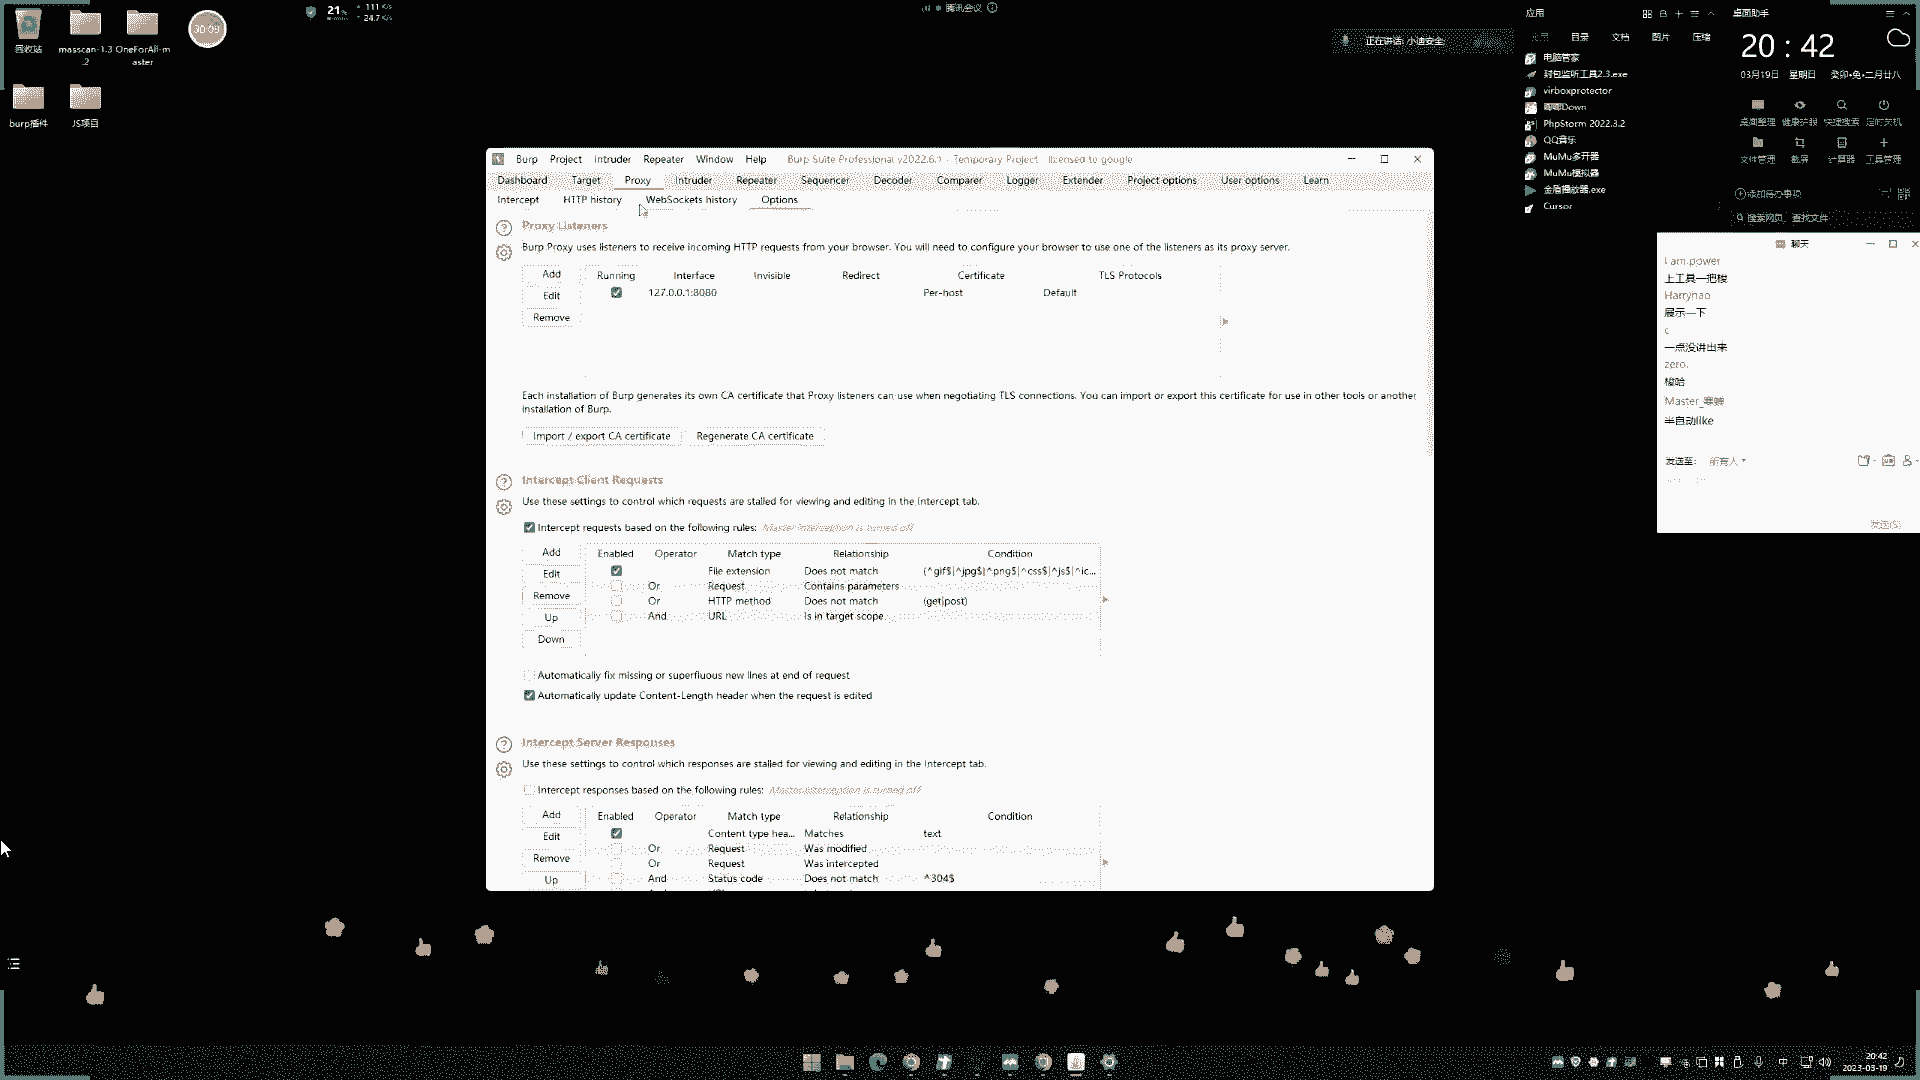 回收站
masscan-1.3.2
OneForAll-master
burp插件
JS项目
30:09
21%
111 K/s
24.7 K/s
腾讯会议
正在讲话: 小迪安全
应用
目录
文档
图片
压缩
电脑管家
封包监听工具2.3.exe
virboxprotector
PhpStorm 2022.3.2
QQ音乐
MuMu多开器
MuMu模拟器
金盾播放器.exe
Cursor
桌面助手
20 : 42
03月19日 星期日 癸卯•兔•二月廿八
桌面整理 健康护眼 快捷搜索 定时关机
文件管理 截屏 计算器 工具管理
添加待办事项
搜索网页、查找文件
Burp Project Intruder Repeater Window Help Burp Suite Professional v2022.6.1 - Temporary Project - licensed to google
Dashboard Target Proxy Intruder Repeater Sequencer Decoder Comparer Logger Extender Project options User options Learn
Intercept HTTP history WebSockets history Options
Proxy Listeners
Burp Proxy uses listeners to receive incoming HTTP requests from your browser. You will need to configure your browser to use one of the listeners as its proxy server.
Add
Edit
Remove
Running Interface Invisible Redirect Certificate TLS Protocols
127.0.0.1:8080 Per-host Default
Each installation of Burp generates its own CA certificate that Proxy listeners can use when negotiating TLS connections. You can import or export this certificate for use in other tools or another
installation of Burp.
Import / export CA certificate Regenerate CA certificate
Intercept Client Requests
Use these settings to control which requests are stalled for viewing and editing in the Intercept tab.
Intercept requests based on the following rules: Master interception is turned off
Add
Edit
Remove
Up
Down
Enabled Operator Match type Relationship Condition
File extension Does not match (^gif$|^jpg$|^png$|^css$|^js$|^ic...
Or Request Contains parameters
Or HTTP method Does not match (get|post)
And URL Is in target scope
Automatically fix missing or superfluous new lines at end of request
Automatically update Content-Length header when the request is edited
Intercept Server Responses
Use these settings to control which responses are stalled for viewing and editing in the Intercept tab.
Intercept responses based on the following rules: Master interception is turned off
Add
Edit
Remove
Up
Enabled Operator Match type Relationship Condition
Content type hea... Matches text
Or Request Was modified
Or Request Was intercepted
And Status code Does not match ^304$
聊天
I am.power
上工具一把梭
Harryhao
展示一下
c
一点没讲出来
zero.
梭哈
半自动like
发送至: 所有人
发送(S)
中
20:42
2023-03-19